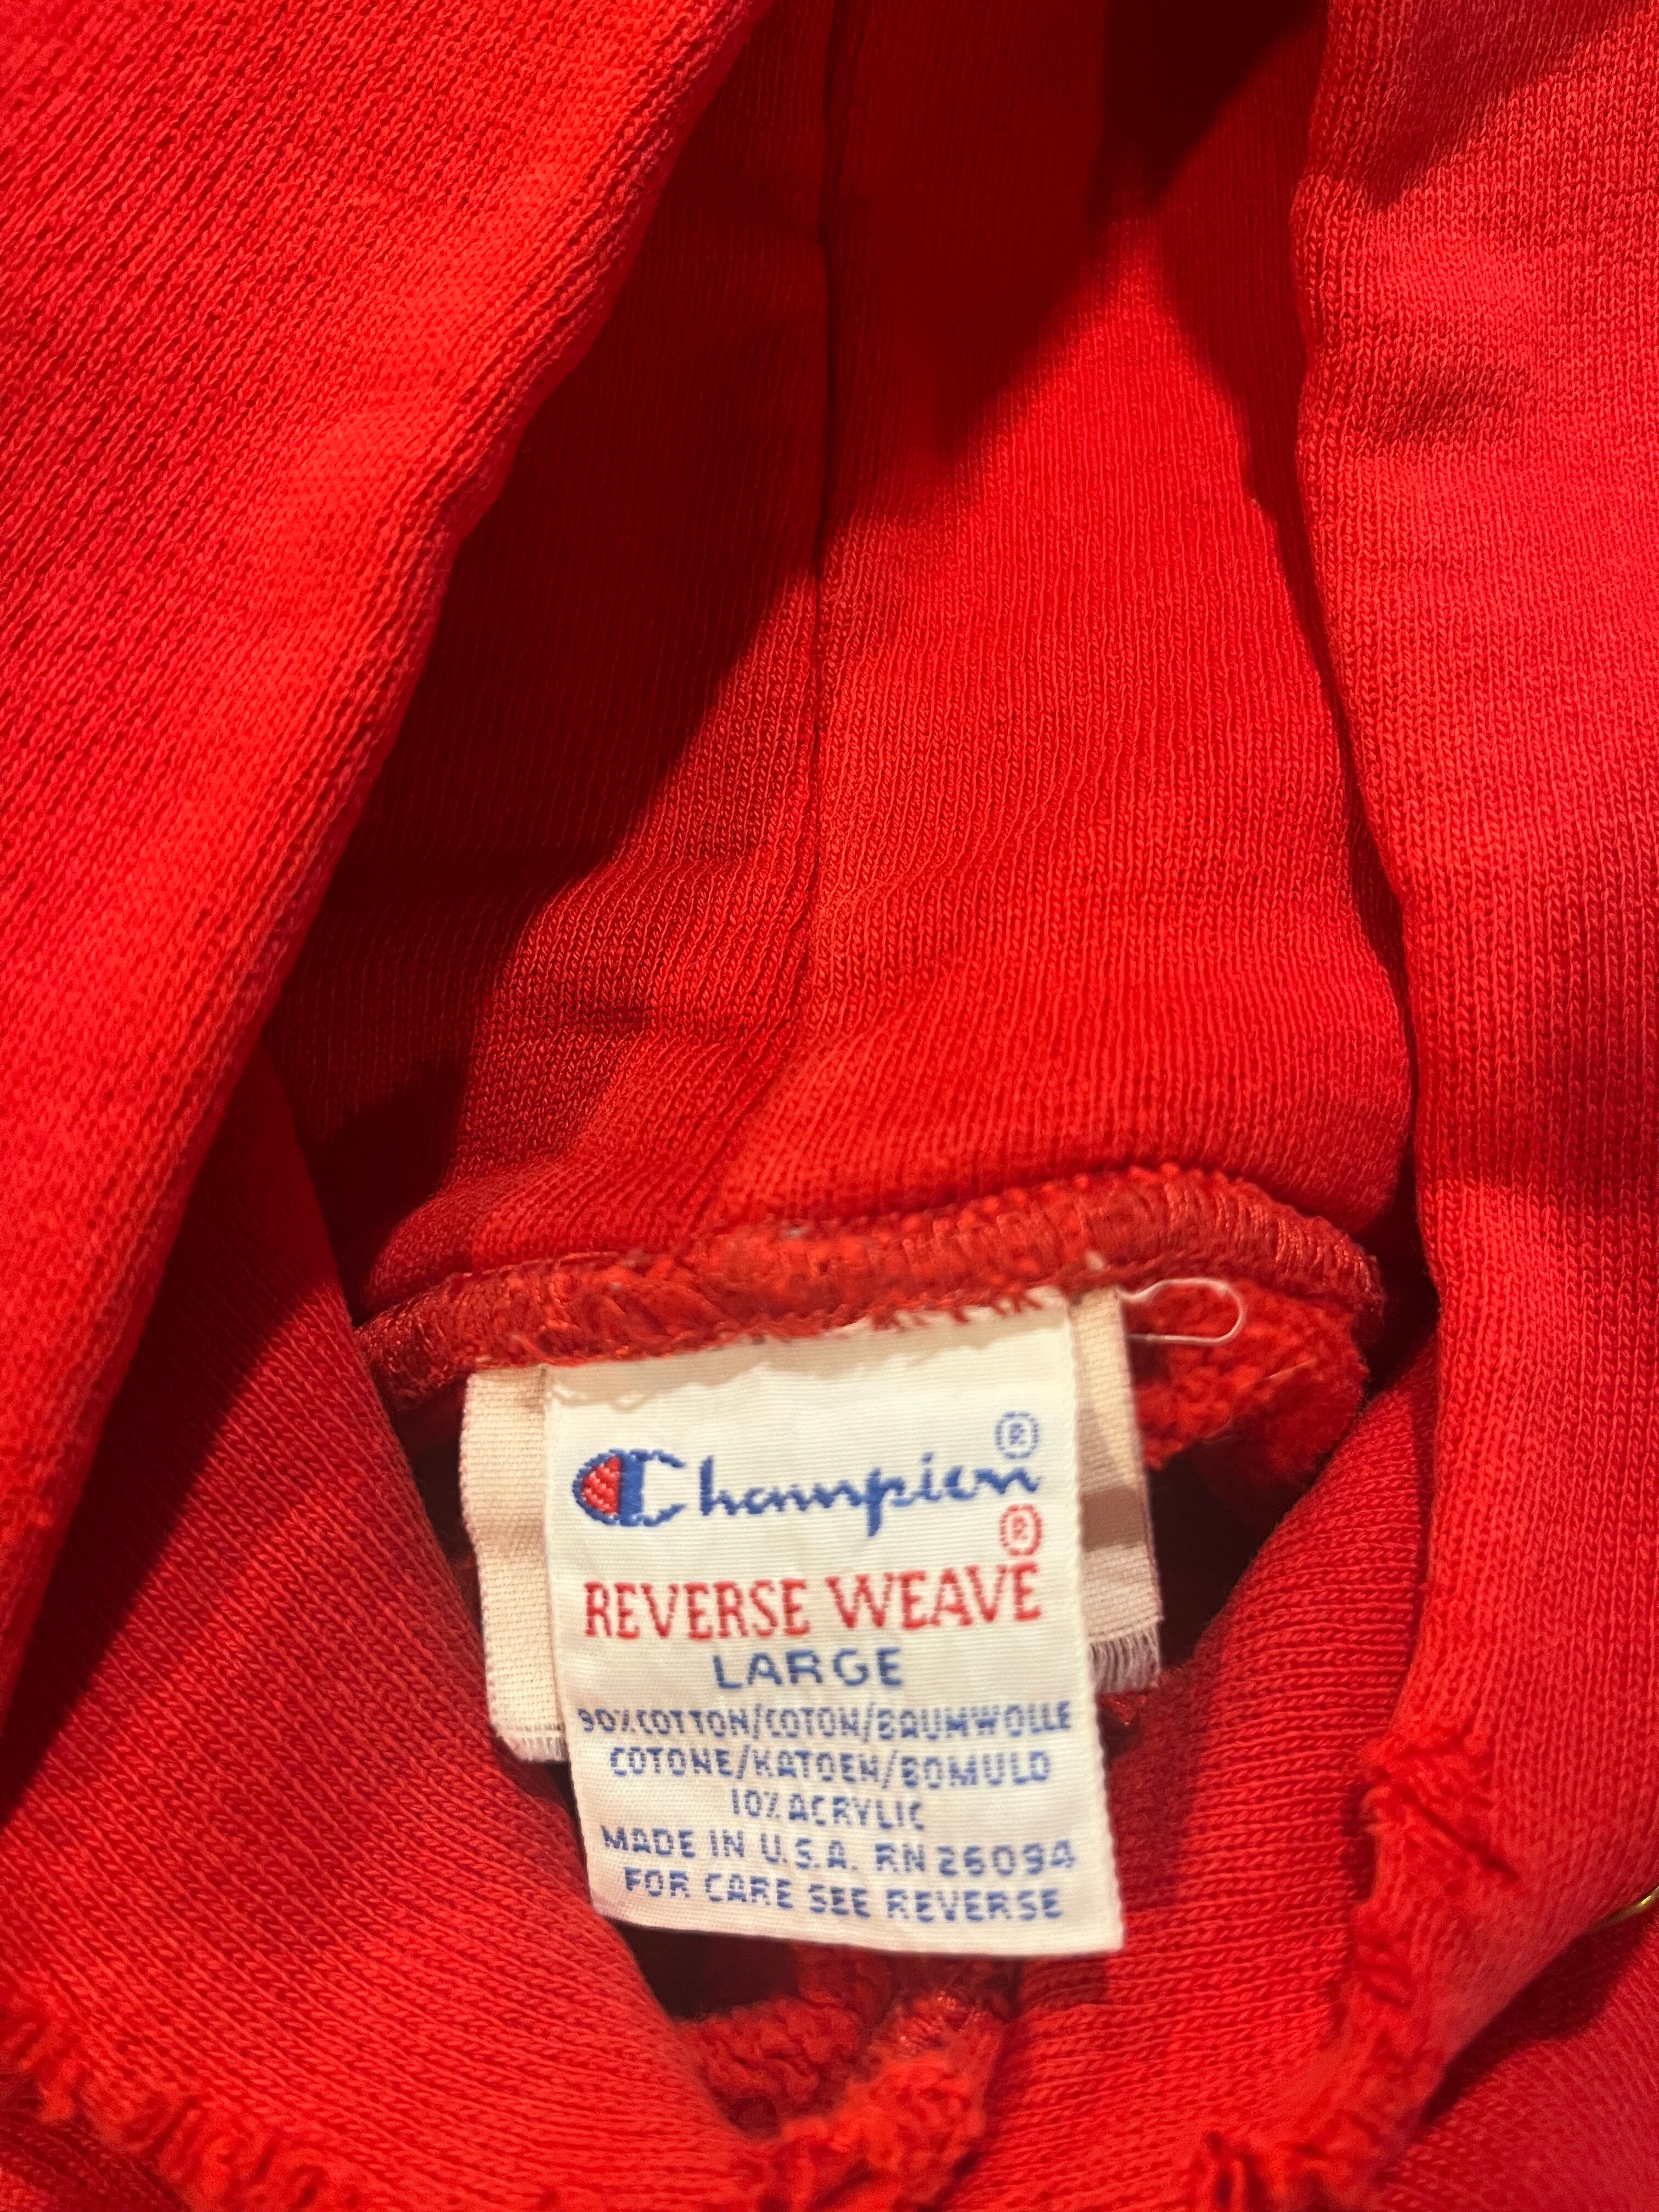 Champion®
REVERSE WEAVE®
LARGE
90% COTTON/COTON/BAUMWOLLE
COTONE/KATOEN/BOMULD
10% ACRYLIC
MADE IN U.S.A. RN 26094
FOR CARE SEE REVERSE